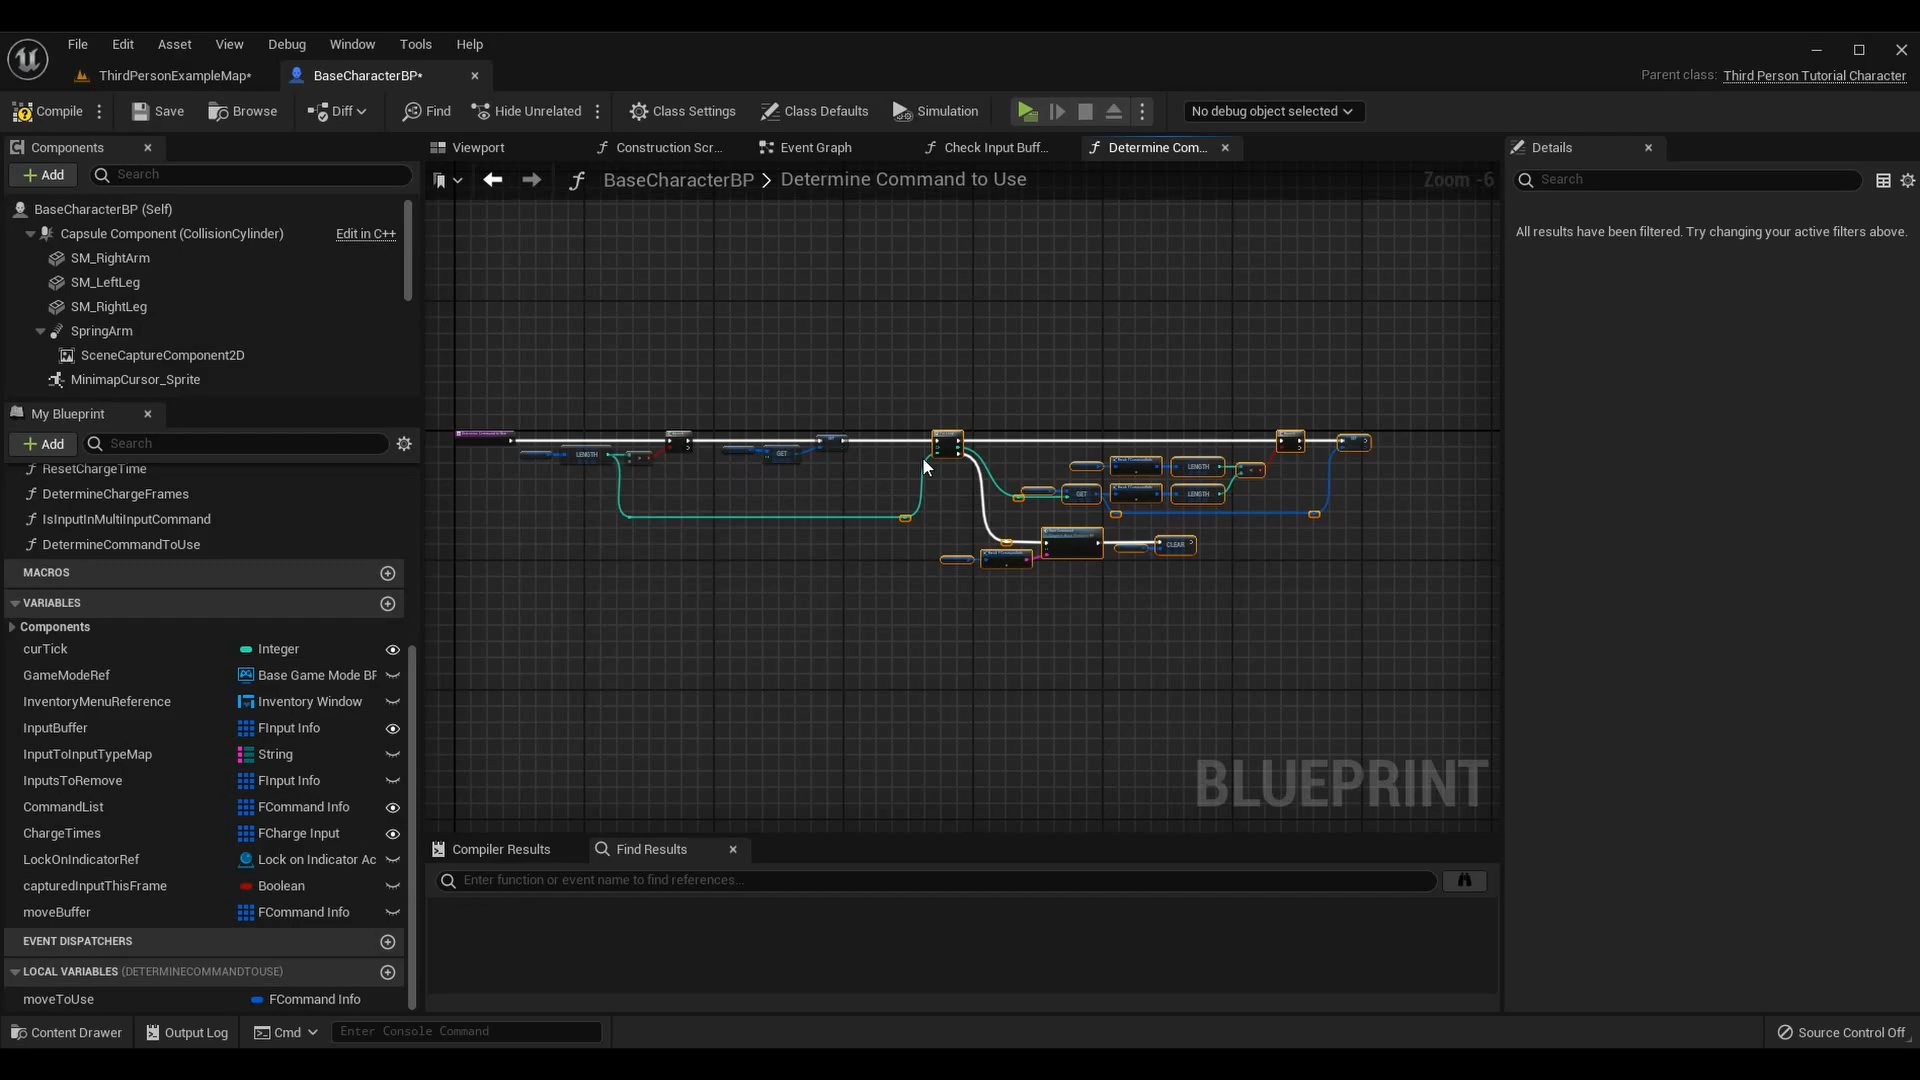 File Edit Asset View Debug Window Tools Help
ThirdPersonExampleMap*
BaseCharacterBP*
Parent class: Third Person Tutorial Character
Compile Save Browse Diff Find Hide Unrelated Class Settings Class Defaults Simulation No debug object selected
Components
Viewport Construction Scr... Event Graph Check Input Buff... Determine Com...
Details
Add Search
BaseCharacterBP > Determine Command to Use
Zoom -6
Search
BaseCharacterBP (Self)
Capsule Component (CollisionCylinder) Edit in C++
All results have been filtered. Try changing your active filters above.
SM_RightArm
SM_LeftLeg
SM_RightLeg
SpringArm
SceneCaptureComponent2D
MinimapCursor_Sprite
My Blueprint
Add Search
ResetChargeTime
DetermineChargeFrames
IsInputInMultiInputCommand
DetermineCommandToUse
LENGTH
GET
LENGTH
GET
LENGTH
CLEAR
MACROS
VARIABLES
Components
curTick Integer
GameModeRef Base Game Mode BP
InventoryMenuReference Inventory Window
InputBuffer FInput Info
InputToInputTypeMap String
InputsToRemove FInput Info
CommandList FCommand Info
ChargeTimes FCharge Input
LockOnIndicatorRef Lock on Indicator Ac
capturedInputThisFrame Boolean
moveBuffer FCommand Info
EVENT DISPATCHERS
LOCAL VARIABLES (DETERMINECOMMANDTOUSE)
moveToUse FCommand Info
BLUEPRINT
Compiler Results Find Results
Enter function or event name to find references...
Content Drawer Output Log Cmd Enter Console Command Source Control Off